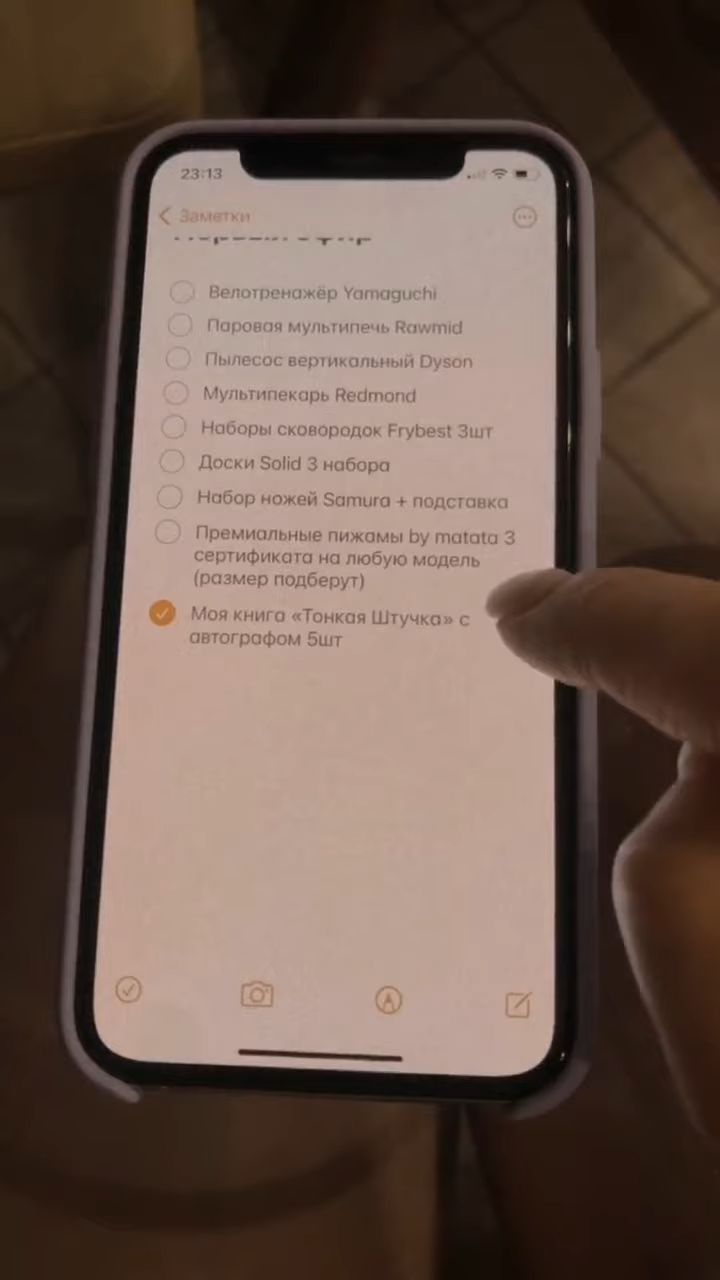 23:13
Заметки
Велотренажёр Yamaguchi
Паровая мультипечь Rawmid
Пылесос вертикальный Dyson
Мультипекарь Redmond
Наборы сковородок Frybest 3шт
Доски Solid 3 набора
Набор ножей Samura + подставка
Премиальные пижамы by matata 3
сертификата на любую модель
(размер подберут)
Моя книга «Тонкая Штучка» с
автографом 5шт